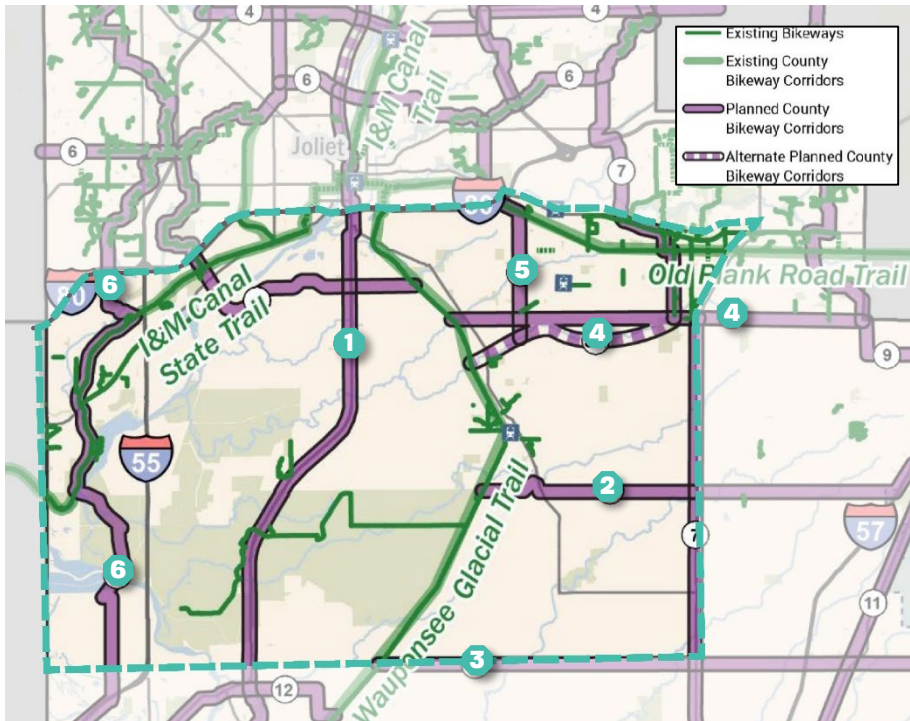 4
4
Existing Bikeways
Existing County
Bikeway Corridors
Planned County
Bikeway Corridors
Alternate Planned County
Bikeway Corridors
6
6
6
I&M Canal
Trail
Joliet
7
80
5
Old Plank Road Trail
80
6
I&M Canal
State Trail
1
4
4
9
55
2
57
7
6
11
Wauponsee Glacial Trail
3
12